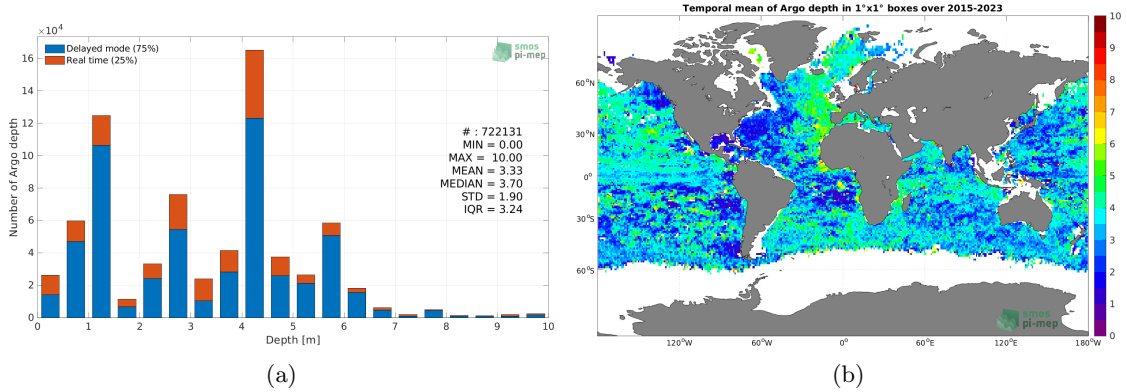 ×10⁴
Number of Argo depth
16
14
12
10
8
6
4
2
0
Delayed mode (75%)
Real time (25%)
smos
pi-mep
# : 722131
MIN = 0.00
MAX = 10.00
MEAN = 3.33
MEDIAN = 3.70
STD = 1.90
IQR = 3.24
0 1 2 3 4 5 6 7 8 9 10
Depth [m]
(a)
Temporal mean of Argo depth in 1°x1° boxes over 2015-2023
60°N
30°N
0°
30°S
60°S
120°W 60°W 0° 60°E 120°E 180°W
smos
pi-mep
10
9
8
7
6
5
4
3
2
1
0
(b)